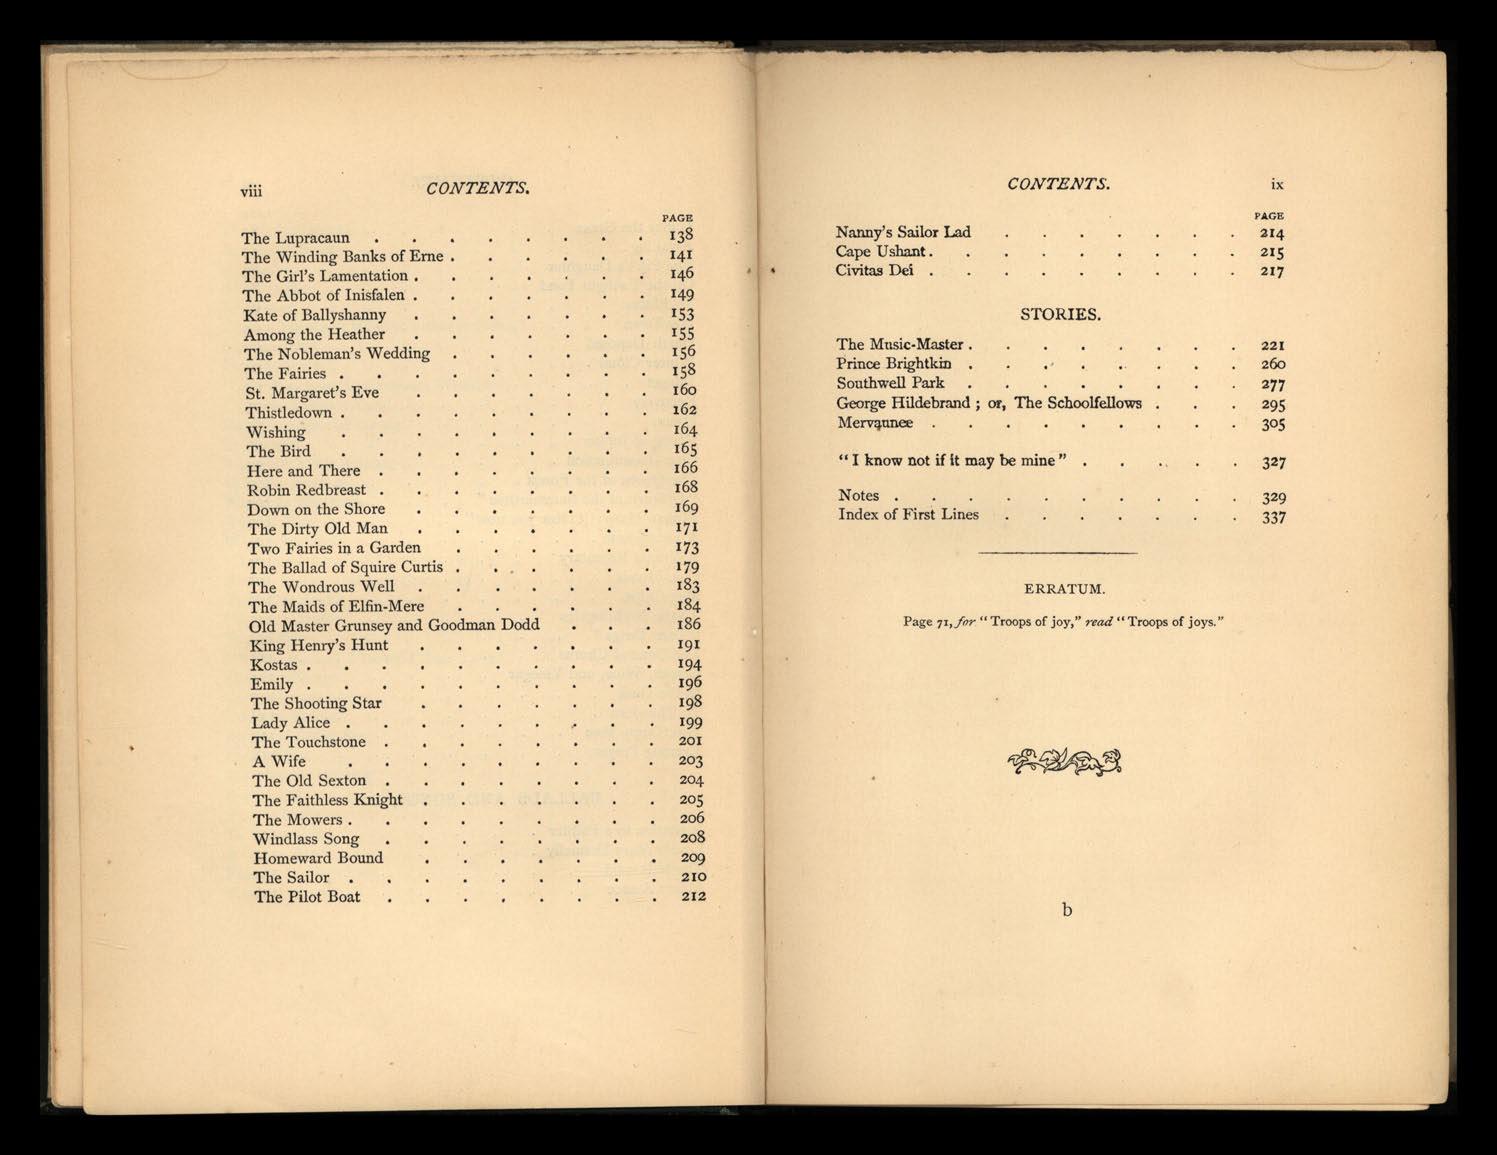 viii CONTENTS.
PAGE
The Lupracaun . . . . . . . . 138
The Winding Banks of Erne . . . . . . 141
The Girl's Lamentation . . . . . . . 146
The Abbot of Inisfalen . . . . . . . 149
Kate of Ballyshanny . . . . . . . 153
Among the Heather . . . . . . . 155
The Nobleman's Wedding . . . . . . 156
The Fairies . . . . . . . . . 158
St. Margaret's Eve . . . . . . . 160
Thistledown . . . . . . . . . 162
Wishing . . . . . . . . . 164
The Bird . . . . . . . . . 165
Here and There . . . . . . . . 166
Robin Redbreast . . . . . . . . 168
Down on the Shore . . . . . . . 169
The Dirty Old Man . . . . . . . 171
Two Fairies in a Garden . . . . . . 173
The Ballad of Squire Curtis . . . . . . 179
The Wondrous Well . . . . . . . 183
The Maids of Elfin-Mere . . . . . . 184
Old Master Grunsey and Goodman Dodd . . . 186
King Henry's Hunt . . . . . . . 191
Kostas . . . . . . . . . . 194
Emily . . . . . . . . . . 196
The Shooting Star . . . . . . . 198
Lady Alice . . . . . . . . . 199
The Touchstone . . . . . . . . 201
A Wife . . . . . . . . . 203
The Old Sexton . . . . . . . . 204
The Faithless Knight . . . . . . . 205
The Mowers . . . . . . . . . 206
Windlass Song . . . . . . . . 208
Homeward Bound . . . . . . . 209
The Sailor . . . . . . . . . 210
The Pilot Boat . . . . . . . . 212
CONTENTS. ix
PAGE
Nanny's Sailor Lad . . . . . . . 214
Cape Ushant . . . . . . . . . 215
Civitas Dei . . . . . . . . . 217
STORIES.
The Music-Master . . . . . . . . 221
Prince Brightkin . . . . . . . . 260
Southwell Park . . . . . . . . 277
George Hildebrand ; or, The Schoolfellows . . . 295
Mervaunee . . . . . . . . . 305
“ I know not if it may be mine ” . . . . . 327
Notes . . . . . . . . . . 329
Index of First Lines . . . . . . . 337
ERRATUM.
Page 71, for “ Troops of joy,” read “ Troops of joys.”
b